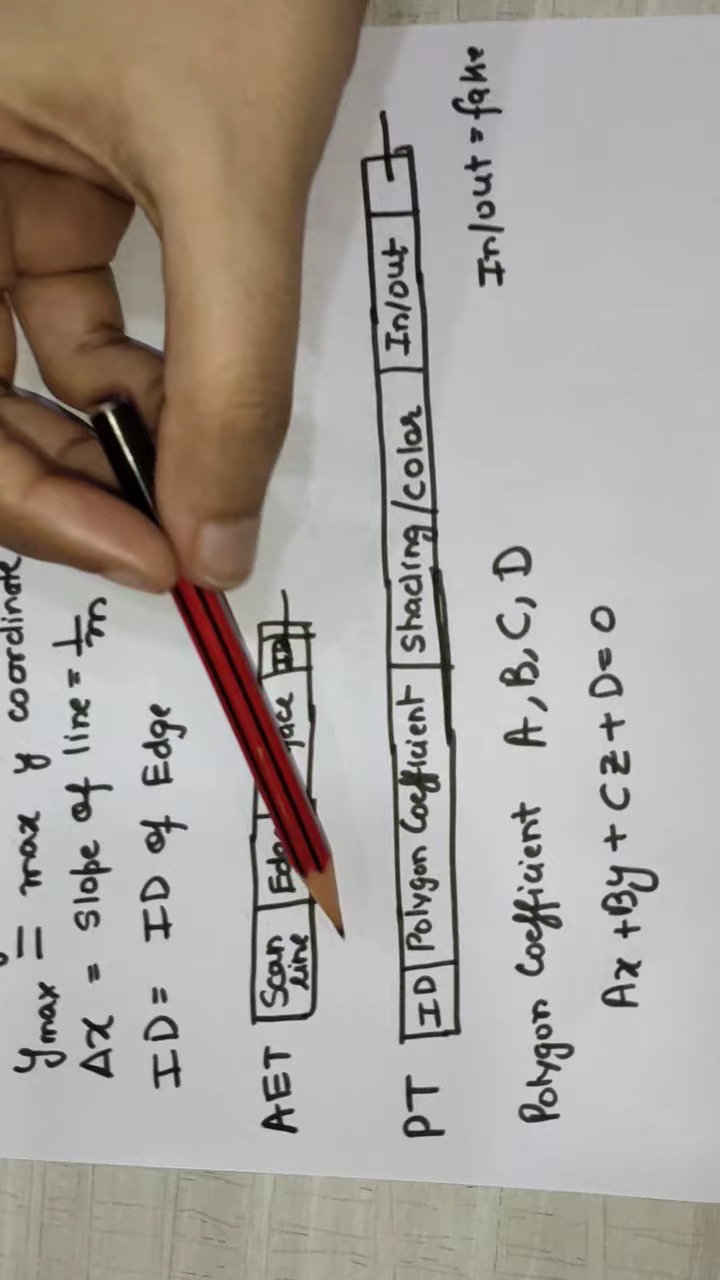 ymax = max y coordinate
Δx = slope of line = 1/m
ID = ID of Edge
AET Scan line
PT ID Polygon Coefficient Shading/color In/out
In/out = false
Polygon Coefficient A, B, C, D
Ax + By + Cz + D = 0